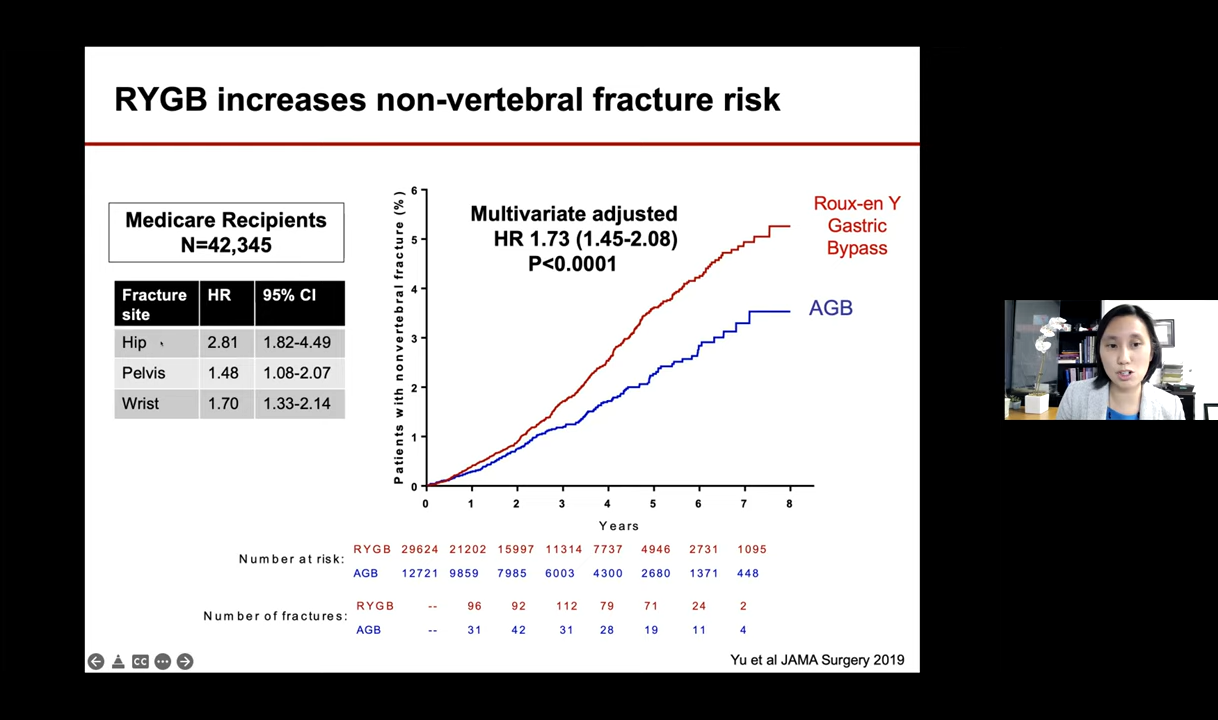 RYGB increases non-vertebral fracture risk
Medicare Recipients
N=42,345
Fracture site HR 95% CI
Hip 2.81 1.82-4.49
Pelvis 1.48 1.08-2.07
Wrist 1.70 1.33-2.14
Patients with nonvertebral fracture (%)
6
5
4
3
2
1
0
Multivariate adjusted
HR 1.73 (1.45-2.08)
P<0.0001
Roux-en Y
Gastric
Bypass
AGB
0 1 2 3 4 5 6 7 8
Years
Number at risk: RYGB 29624 21202 15997 11314 7737 4946 2731 1095
AGB 12721 9859 7985 6003 4300 2680 1371 448
Number of fractures: RYGB -- 96 92 112 79 71 24 2
AGB -- 31 42 31 28 19 11 4
CC
Yu et al JAMA Surgery 2019